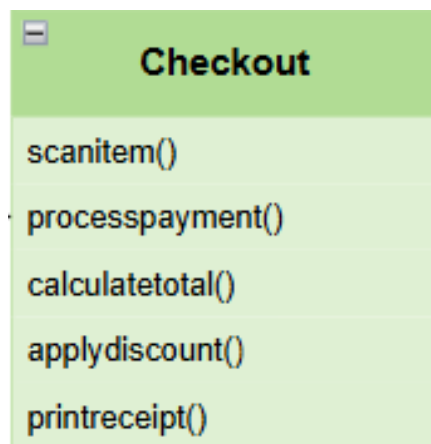 Checkout
scanitem()
processpayment()
calculatetotal()
applydiscount()
printreceipt()